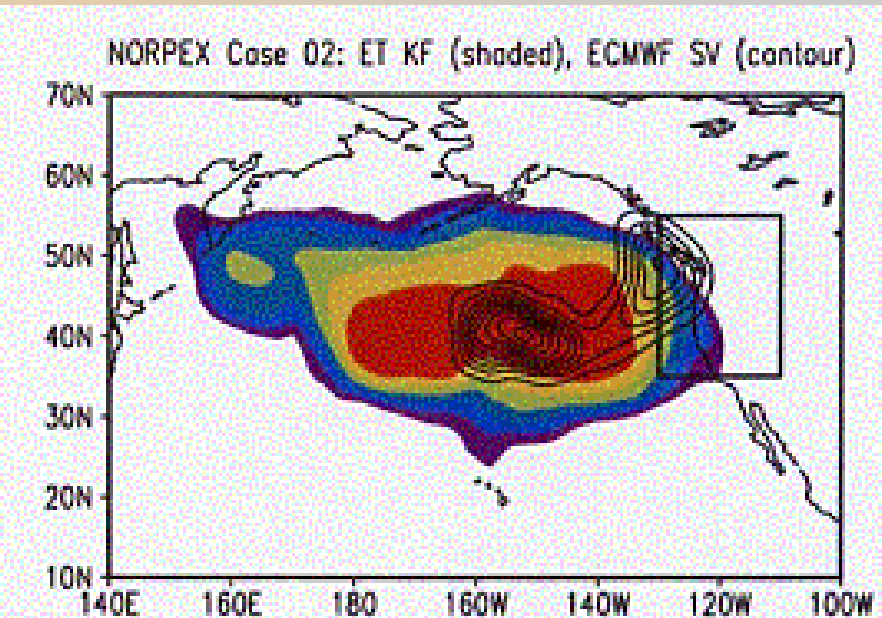 NORPEX Case 02: ET KF (shaded), ECMWF SV (contour)
70N
60N
50N
40N
30N
20N
10N
140E 160E 180 160W 140W 120W 100W